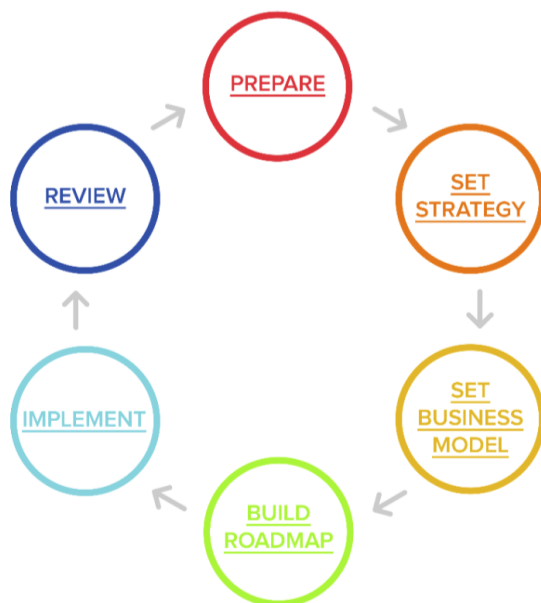 PREPARE
SET
STRATEGY
SET
BUSINESS
MODEL
BUILD
ROADMAP
IMPLEMENT
REVIEW